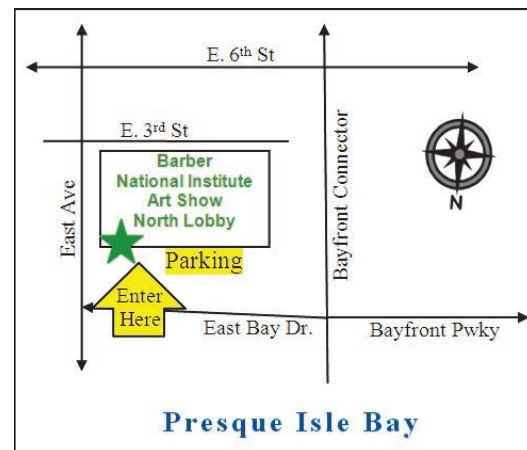 E. 6th St
E. 3rd St
Barber
National Institute
Art Show
North Lobby
Parking
East Ave
Bayfront Connector
N
Enter
Here
East Bay Dr.
Bayfront Pwky
Presque Isle Bay